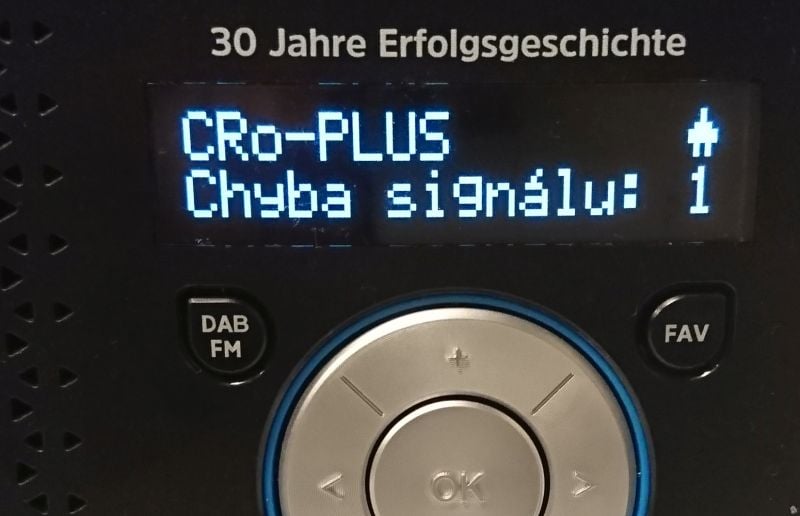 30 Jahre Erfolgsgeschichte
CRo-PLUS
Chyba signálu: 1
DAB
FM
FAV
+
< OK >